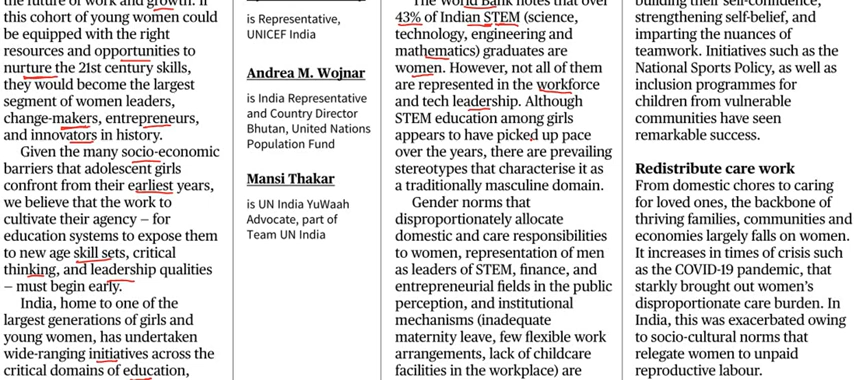 the future of work and growth. If
this cohort of young women could
be equipped with the right
resources and opportunities to
nurture the 21st century skills,
they would become the largest
segment of women leaders,
change-makers, entrepreneurs,
and innovators in history.
Given the many socio-economic
barriers that adolescent girls
confront from their earliest years,
we believe that the work to
cultivate their agency — for
education systems to expose them
to new age skill sets, critical
thinking, and leadership qualities
— must begin early.
India, home to one of the
largest generations of girls and
young women, has undertaken
wide-ranging initiatives across the
critical domains of education,
is Representative,
UNICEF India
Andrea M. Wojnar
is India Representative
and Country Director
Bhutan, United Nations
Population Fund
Mansi Thakar
is UN India YuWaah
Advocate, part of
Team UN India
The World Bank notes that over
43% of Indian STEM (science,
technology, engineering and
mathematics) graduates are
women. However, not all of them
are represented in the workforce
and tech leadership. Although
STEM education among girls
appears to have picked up pace
over the years, there are prevailing
stereotypes that characterise it as
a traditionally masculine domain.
Gender norms that
disproportionately allocate
domestic and care responsibilities
to women, representation of men
as leaders of STEM, finance, and
entrepreneurial fields in the public
perception, and institutional
mechanisms (inadequate
maternity leave, few flexible work
arrangements, lack of childcare
facilities in the workplace) are
building their self-confidence,
strengthening self-belief, and
imparting the nuances of
teamwork. Initiatives such as the
National Sports Policy, as well as
inclusion programmes for
children from vulnerable
communities have seen
remarkable success.
Redistribute care work
From domestic chores to caring
for loved ones, the backbone of
thriving families, communities and
economies largely falls on women.
It increases in times of crisis such
as the COVID-19 pandemic, that
starkly brought out women's
disproportionate care burden. In
India, this was exacerbated owing
to socio-cultural norms that
relegate women to unpaid
reproductive labour.